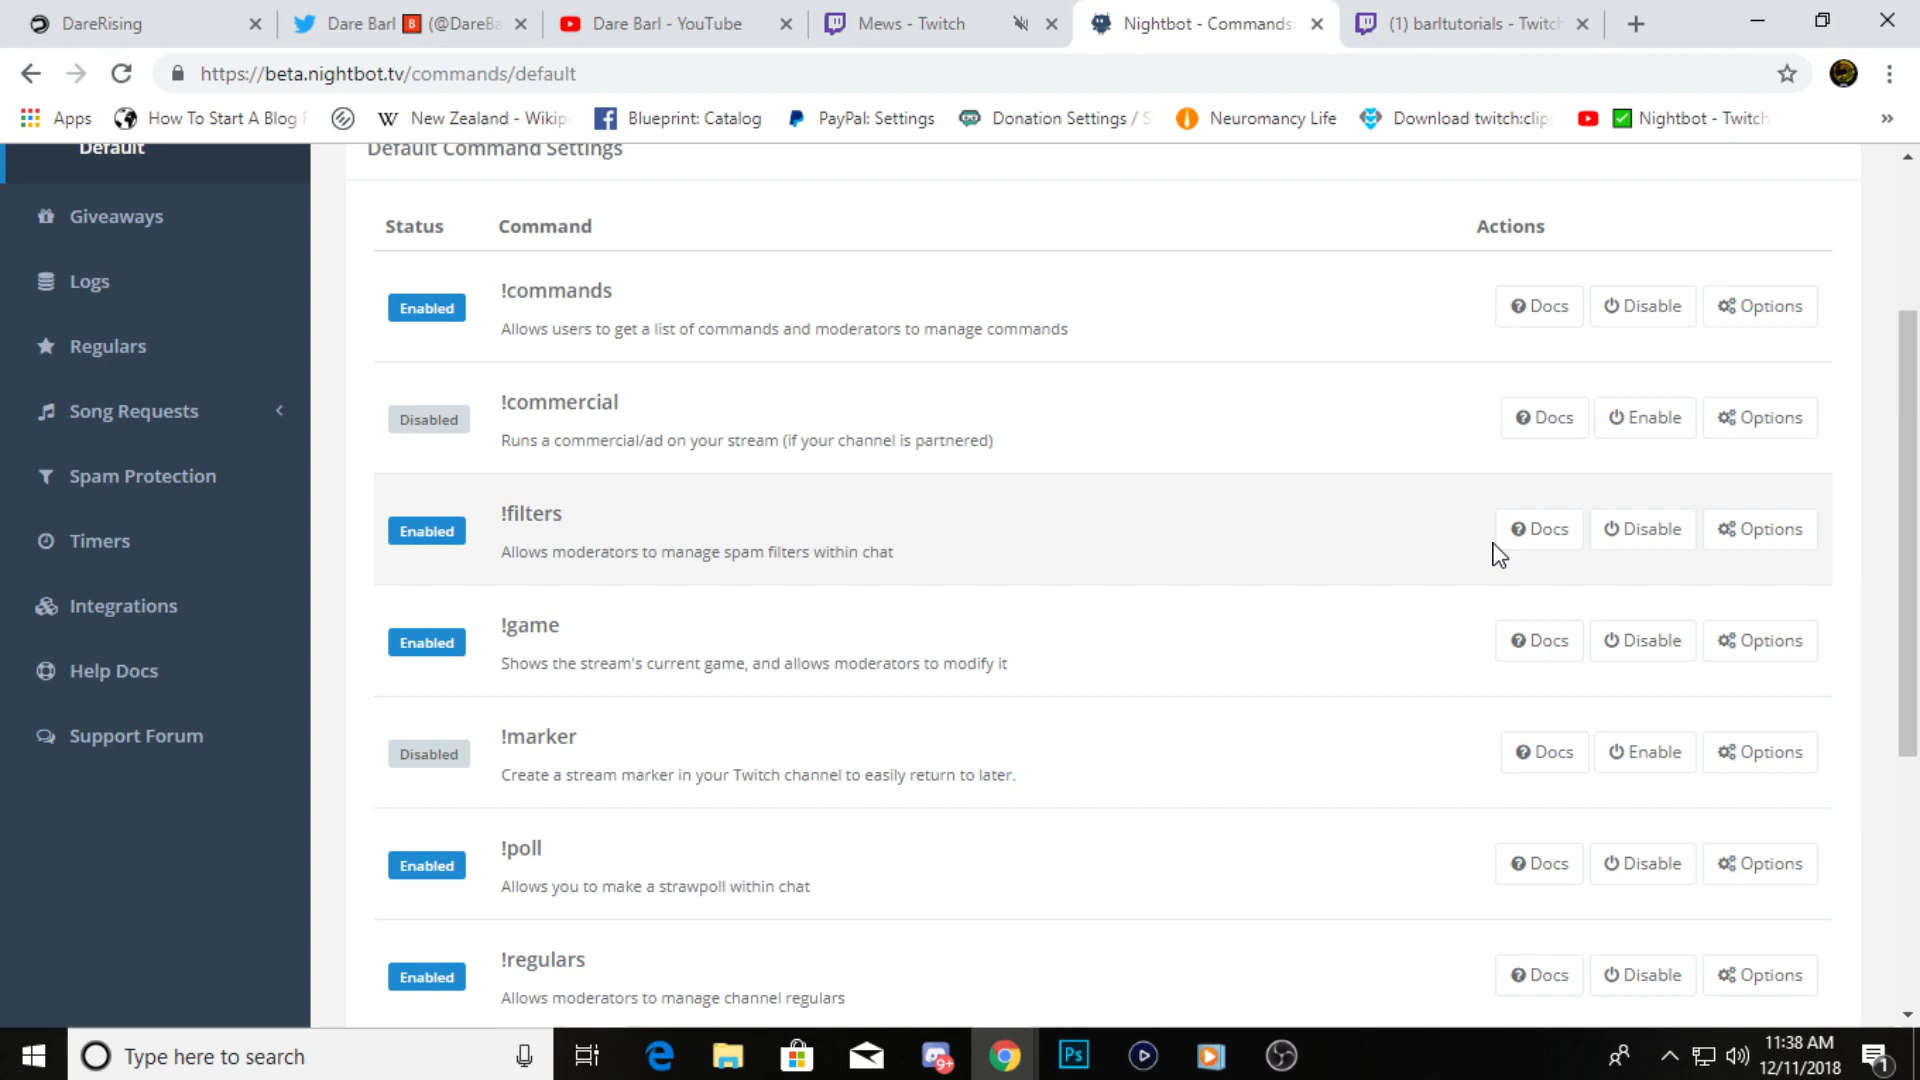 DareRising
Dare Barl B (@DareBa
Dare Barl - YouTube
Mews - Twitch
Nightbot - Commands:
(1) barltutorials - Twitch
https://beta.nightbot.tv/commands/default
Apps
How To Start A Blog
New Zealand - Wikip
Blueprint: Catalog
PayPal: Settings
Donation Settings / S
Neuromancy Life
Download twitch:clip
Nightbot - Twitch
»
Default
Giveaways
Logs
Regulars
Song Requests
Spam Protection
Timers
Integrations
Help Docs
Support Forum
Default Command Settings
Status Command Actions
Enabled
!commands
Allows users to get a list of commands and moderators to manage commands
Docs Disable Options
Disabled
!commercial
Runs a commercial/ad on your stream (if your channel is partnered)
Docs Enable Options
Enabled
!filters
Allows moderators to manage spam filters within chat
Docs Disable Options
Enabled
!game
Shows the stream's current game, and allows moderators to modify it
Docs Disable Options
Disabled
!marker
Create a stream marker in your Twitch channel to easily return to later.
Docs Enable Options
Enabled
!poll
Allows you to make a strawpoll within chat
Docs Disable Options
Enabled
!regulars
Allows moderators to manage channel regulars
Docs Disable Options
Type here to search
9+
Ps
11:38 AM
12/11/2018
1